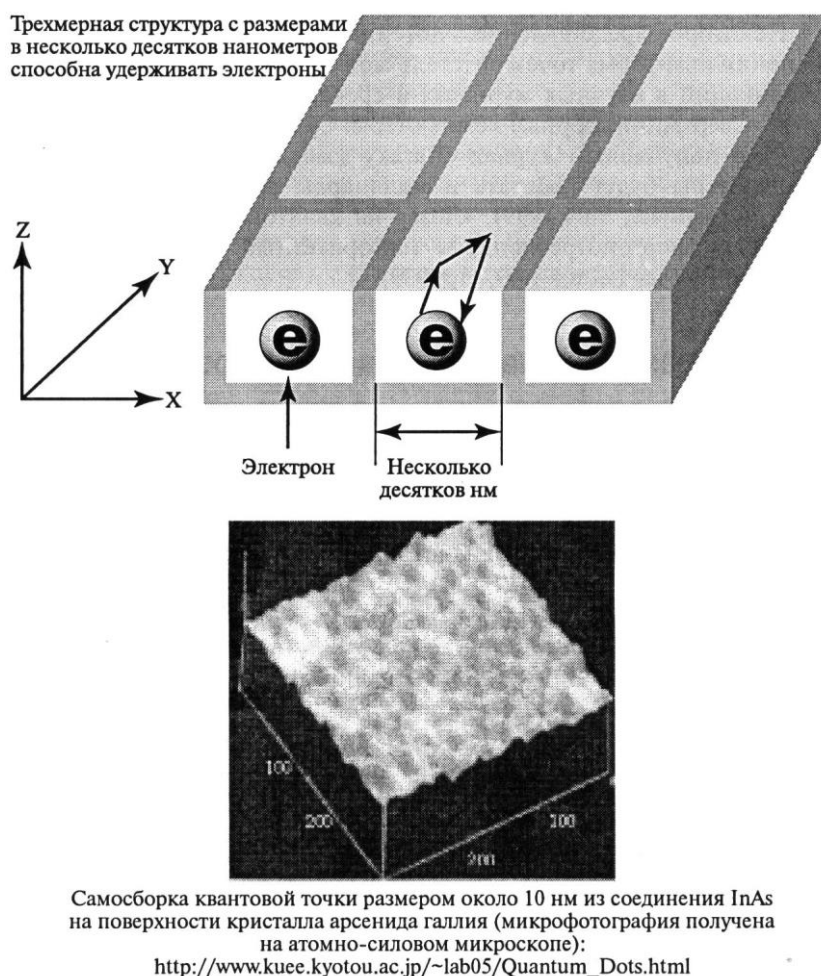 Трехмерная структура с размерами
в несколько десятков нанометров
способна удерживать электроны
Z
Y
X
e
e
e
Электрон
Несколько
десятков нм
100
200
100
200
Самосборка квантовой точки размером около 10 нм из соединения InAs
на поверхности кристалла арсенида галлия (микрофотография получена
на атомно-силовом микроскопе):
http://www.kuee.kyotou.ac.jp/~lab05/Quantum_Dots.html